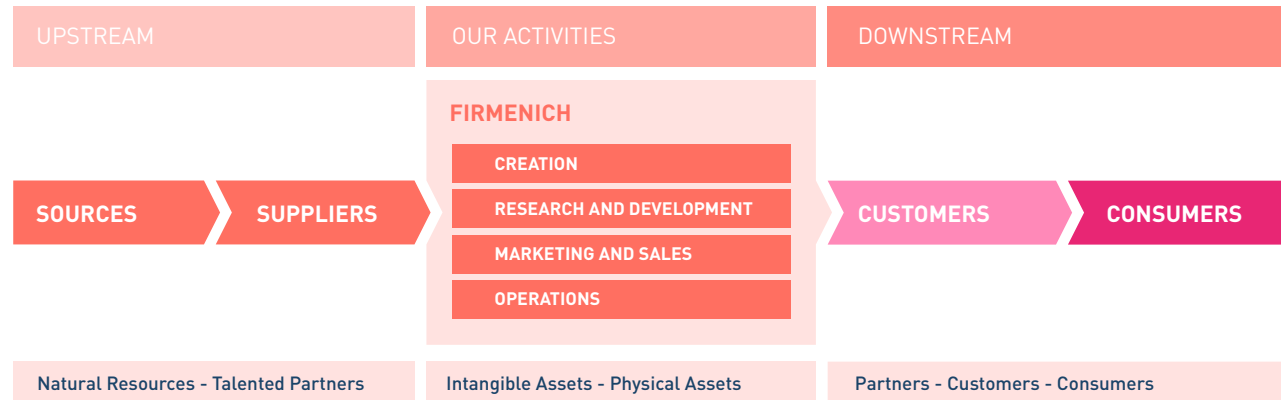 UPSTREAM
OUR ACTIVITIES
DOWNSTREAM
FIRMENICH
CREATION
RESEARCH AND DEVELOPMENT
MARKETING AND SALES
OPERATIONS
SOURCES
SUPPLIERS
CUSTOMERS
CONSUMERS
Natural Resources - Talented Partners
Intangible Assets - Physical Assets
Partners - Customers - Consumers